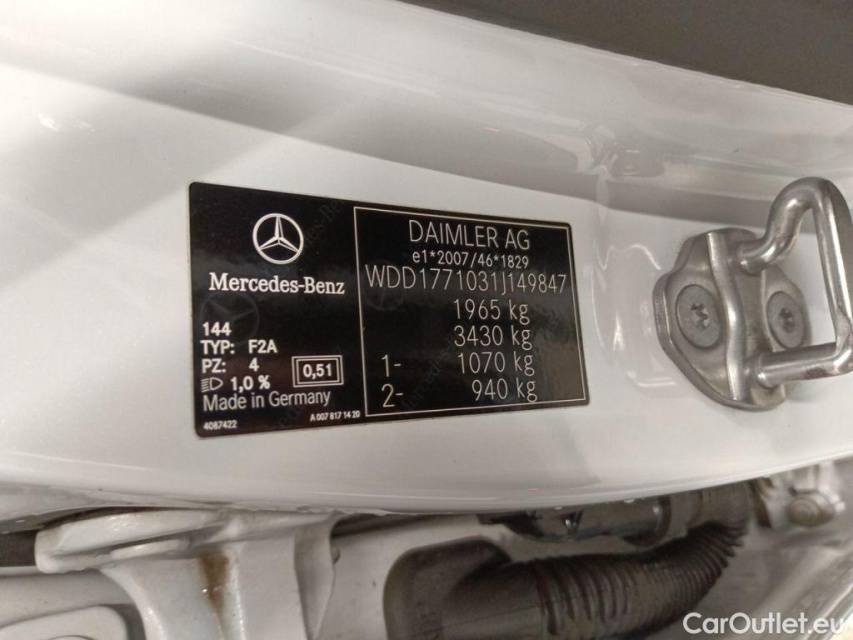 Mercedes-Benz
144
TYP: F2A
PZ: 4
1,0 %
0,51
Made in Germany
4087422
A 007 817 14 20
DAIMLER AG
e1*2007/46*1829
WDD1771031J149847
1965 kg
3430 kg
1- 1070 kg
2- 940 kg
CarOutlet.eu